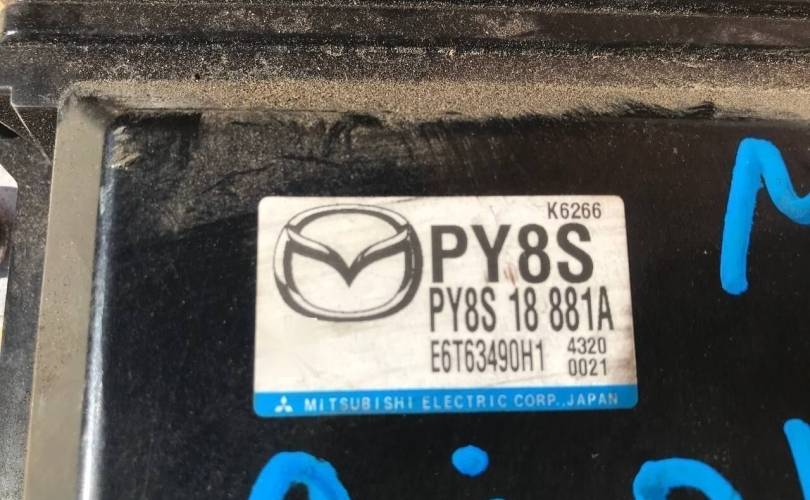 K6266
PY8S
PY8S 18 881A
E6T63490H1 4320
0021
MITSUBISHI ELECTRIC CORP., JAPAN